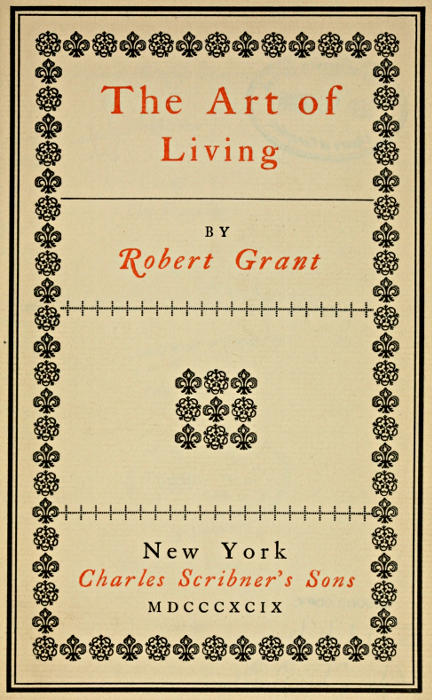 The Art of
Living
BY
Robert Grant
New York
Charles Scribner's Sons
MDCCCXCIX